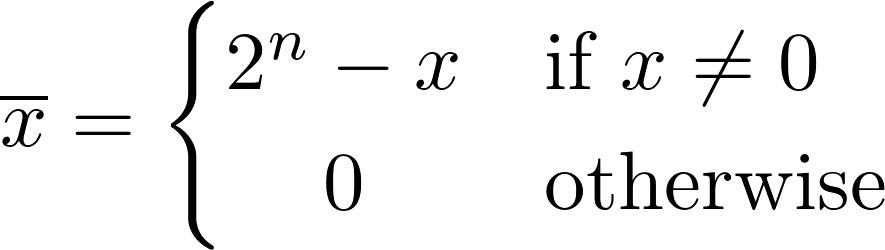 x̅ = { 2ⁿ − x if x ≠ 0
0 otherwise